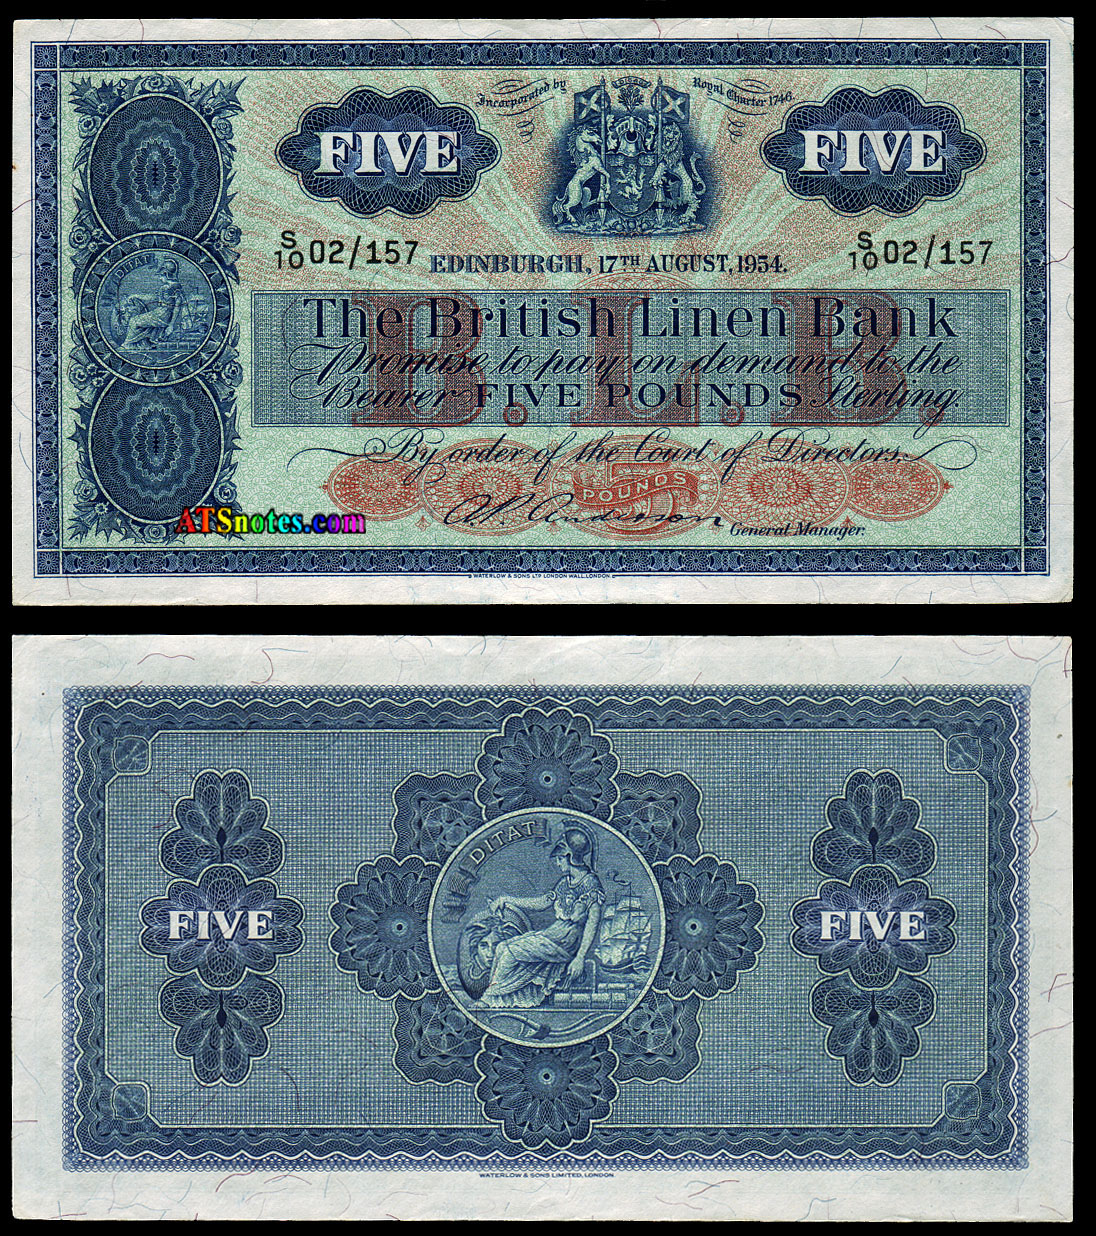 Incorporated by Royal Charter 1746
FIVE FIVE
S/10 02/157 S/10 02/157
EDINBURGH, 17TH AUGUST, 1954.
B.L.B.
The British Linen Bank
Promise to pay on demand to the
Bearer FIVE POUNDS Sterling.
By order of the Court of Directors,
5
POUNDS
A.P. Anderson
General Manager.
DITAT
ATSnotes.com
WATERLOW & SONS LTD LONDON WALL, LONDON.
DITAT
FIVE FIVE
WATERLOW & SONS LIMITED, LONDON.